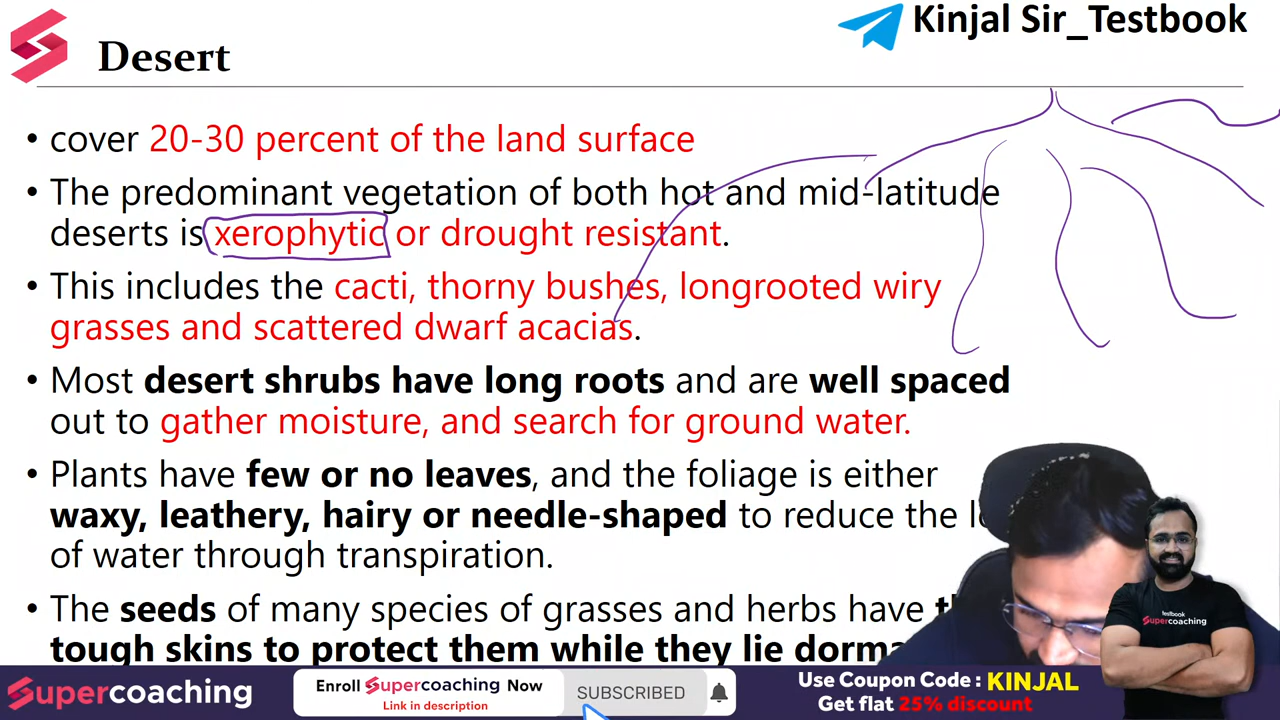 Kinjal Sir_Testbook
Desert
• cover 20-30 percent of the land surface
• The predominant vegetation of both hot and mid-latitude
deserts is xerophytic or drought resistant.
• This includes the cacti, thorny bushes, longrooted wiry
grasses and scattered dwarf acacias.
• Most desert shrubs have long roots and are well spaced
out to gather moisture, and search for ground water.
• Plants have few or no leaves, and the foliage is either
waxy, leathery, hairy or needle-shaped to reduce the
of water through transpiration.
• The seeds of many species of grasses and herbs have
tough skins to protect them while they lie
testbook
Supercoaching
Supercoaching
Enroll Supercoaching Now
Link in description
SUBSCRIBED
Use Coupon Code : KINJAL
Get flat 25% discount